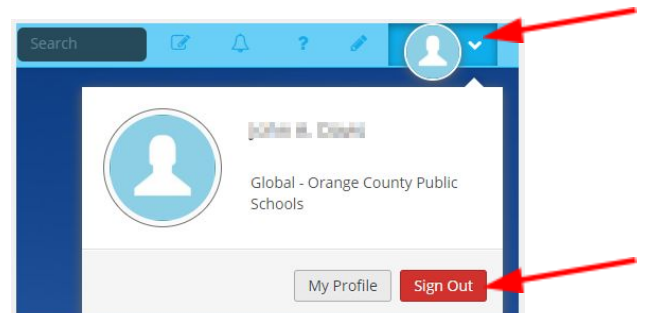 Search
?
Global - Orange County Public
Schools
My Profile
Sign Out